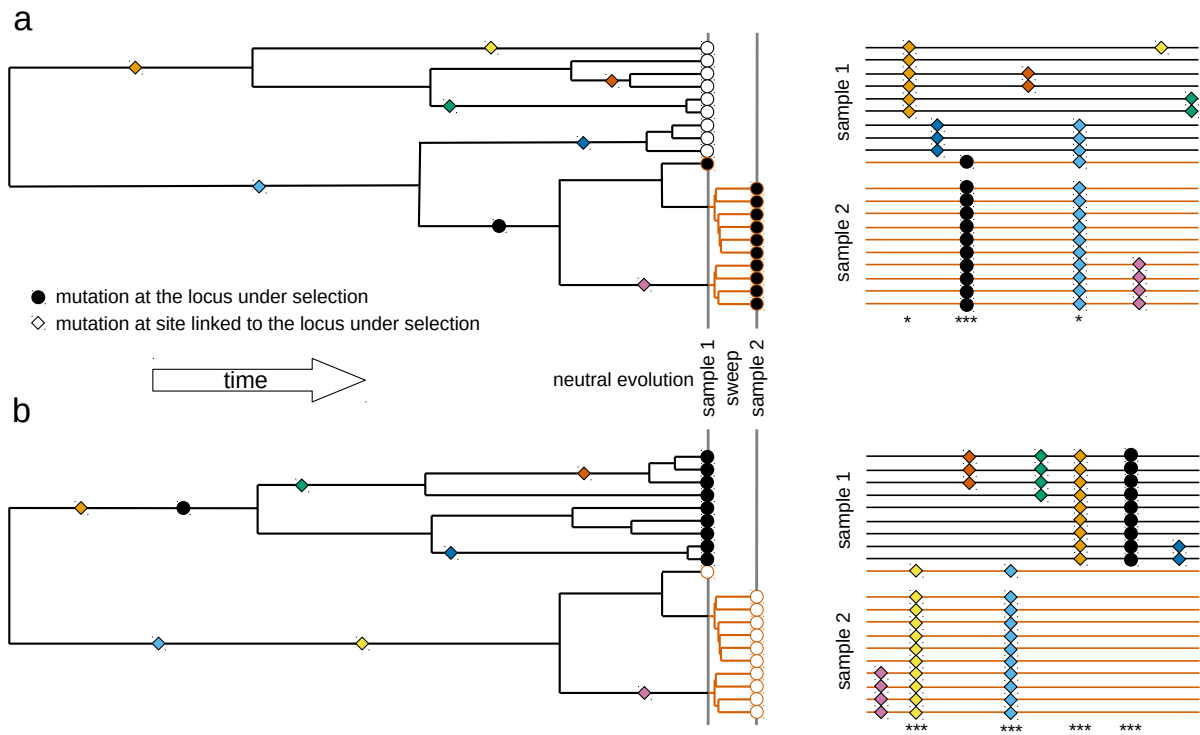 a
sample 1
sample 2
* *** *
mutation at the locus under selection
mutation at site linked to the locus under selection
time
neutral evolution
sample 1
sweep
sample 2
b
sample 1
sample 2
*** *** *** ***